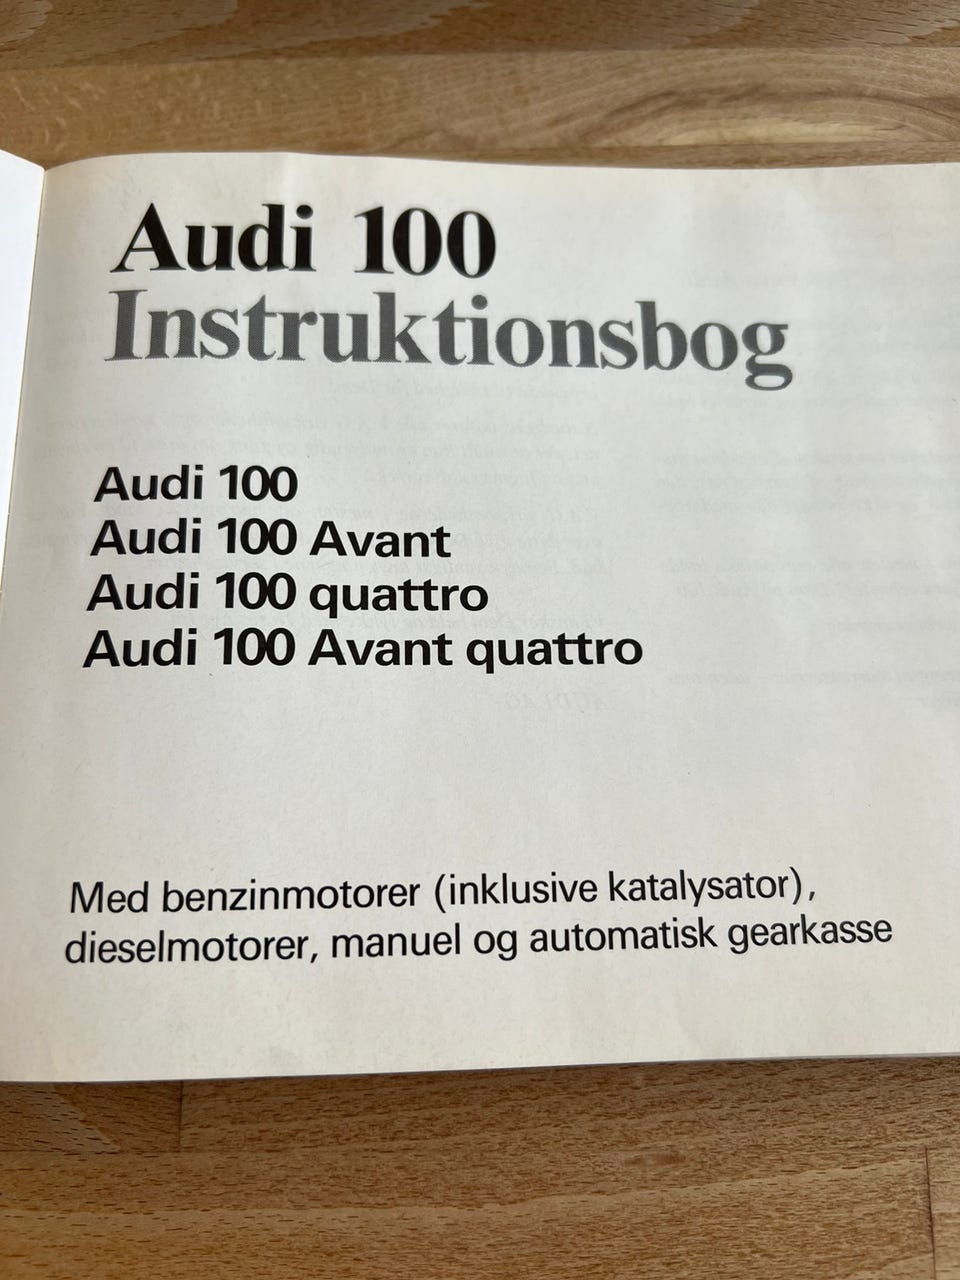 Audi 100
Instruktionsbog
Audi 100
Audi 100 Avant
Audi 100 quattro
Audi 100 Avant quattro
Med benzinmotorer (inklusive katalysator),
dieselmotorer, manuel og automatisk gearkasse